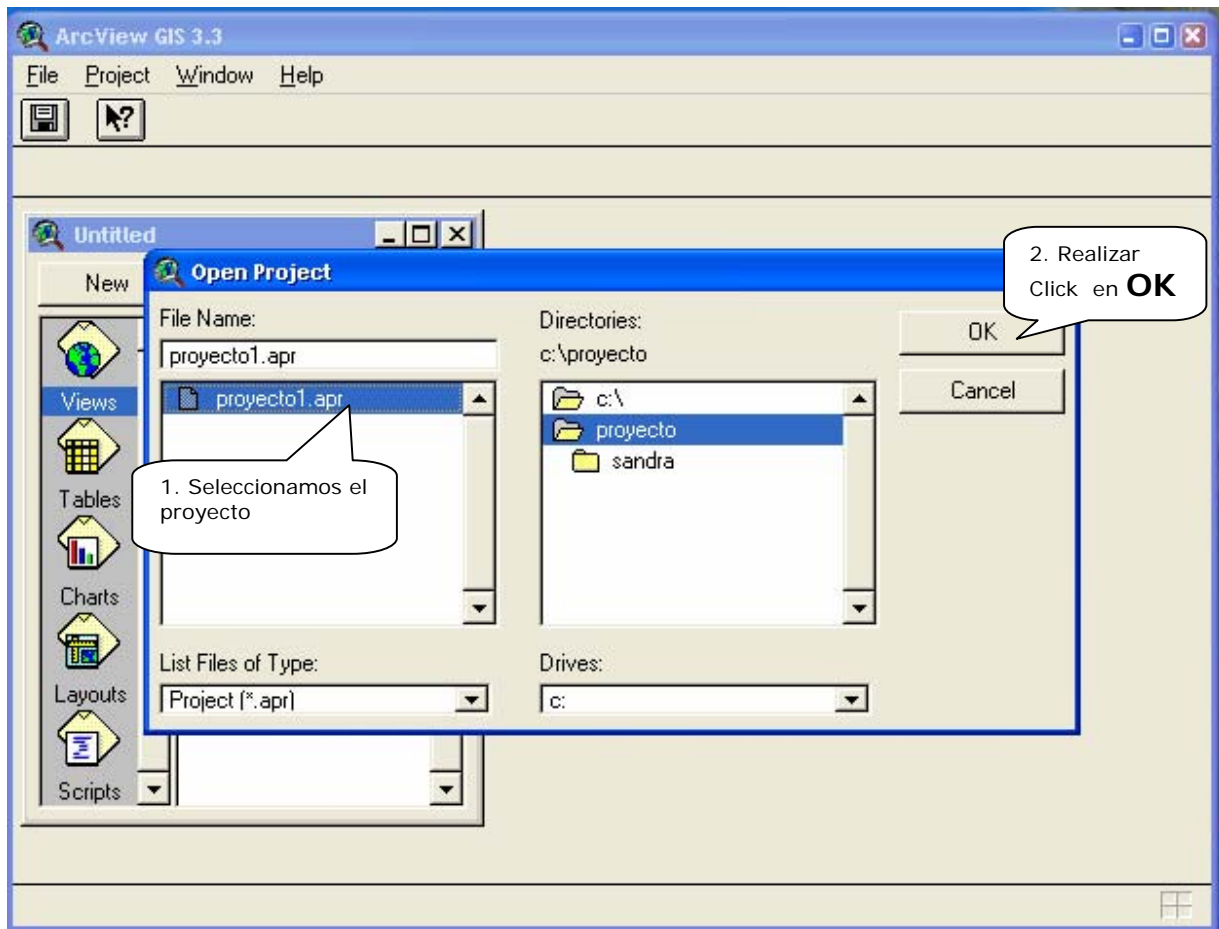 ArcView GIS 3.3
File Project Window Help
Untitled
New
Open Project
2. Realizar
Click en OK
File Name:
proyecto1.apr
Directories:
c:\proyecto
OK
Cancel
proyecto1.apr
c:\
proyecto
sandra
1. Seleccionamos el
proyecto
Views
Tables
Charts
Layouts
Scripts
List Files of Type:
Project (*.apr)
Drives:
c: